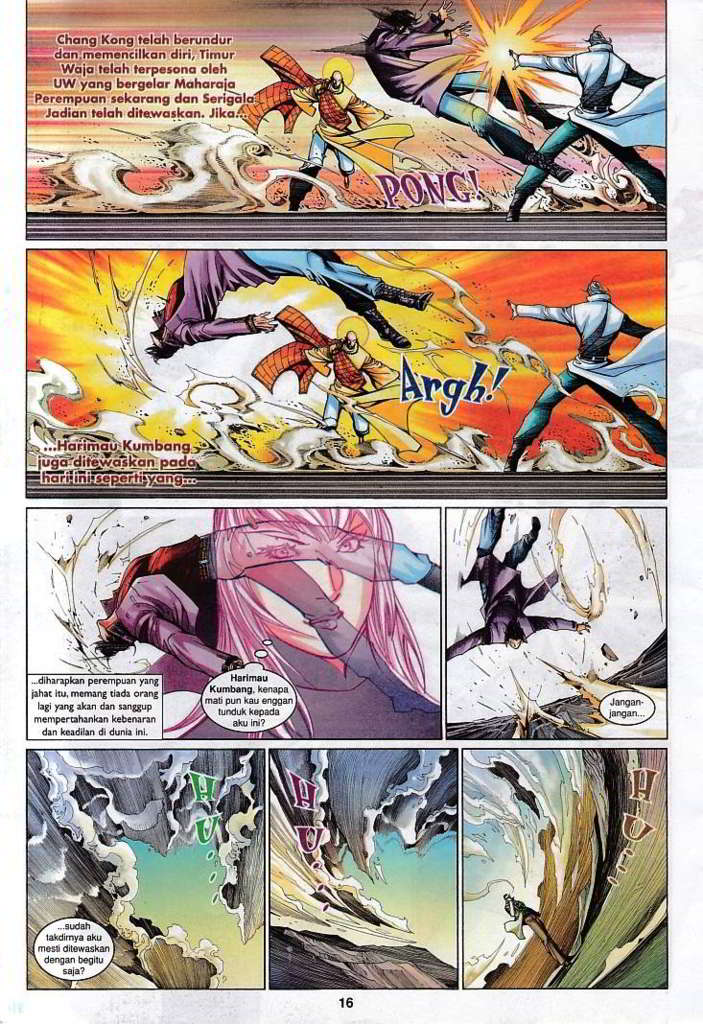 Chang Kong telah berundur
dan memencilkan diri, Timur
Waja telah terpesona oleh
UW yang bergelar Maharaja
Perempuan sekarang dan Serigala
Jadian telah ditewaskan. Jika...
PONG!
Argh!
...Harimau Kumbang
juga ditewaskan pada
hari ini seperti yang...
...diharapkan perempuan yang
jahat itu, memang tiada orang
lagi yang akan dan sanggup
mempertahankan kebenaran
dan keadilan di dunia ini.
Harimau
Kumbang, kenapa
mati pun kau enggan
tunduk kepada
aku ini?
Jangan-
jangan...
HU...
...sudah
takdirnya aku
mesti ditewaskan
dengan begitu
saja?
HU...
HU...
16